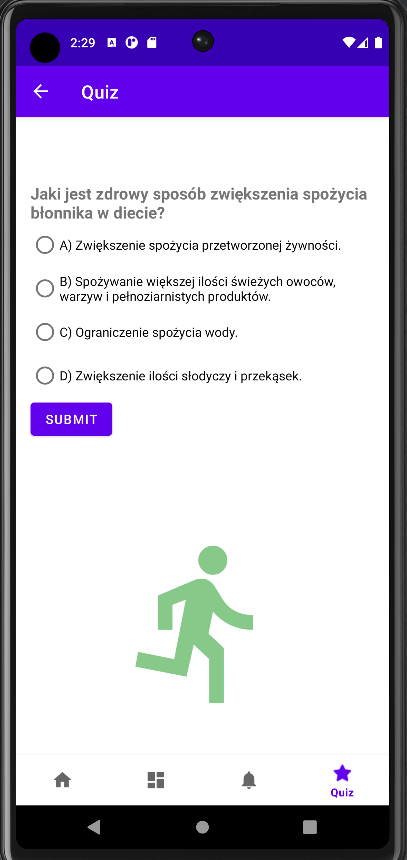 2:29
Quiz
Jaki jest zdrowy sposób zwiększenia spożycia
błonnika w diecie?
A) Zwiększenie spożycia przetworzonej żywności.
B) Spożywanie większej ilości świeżych owoców,
warzyw i pełnoziarnistych produktów.
C) Ograniczenie spożycia wody.
D) Zwiększenie ilości słodyczy i przekąsek.
SUBMIT
Quiz